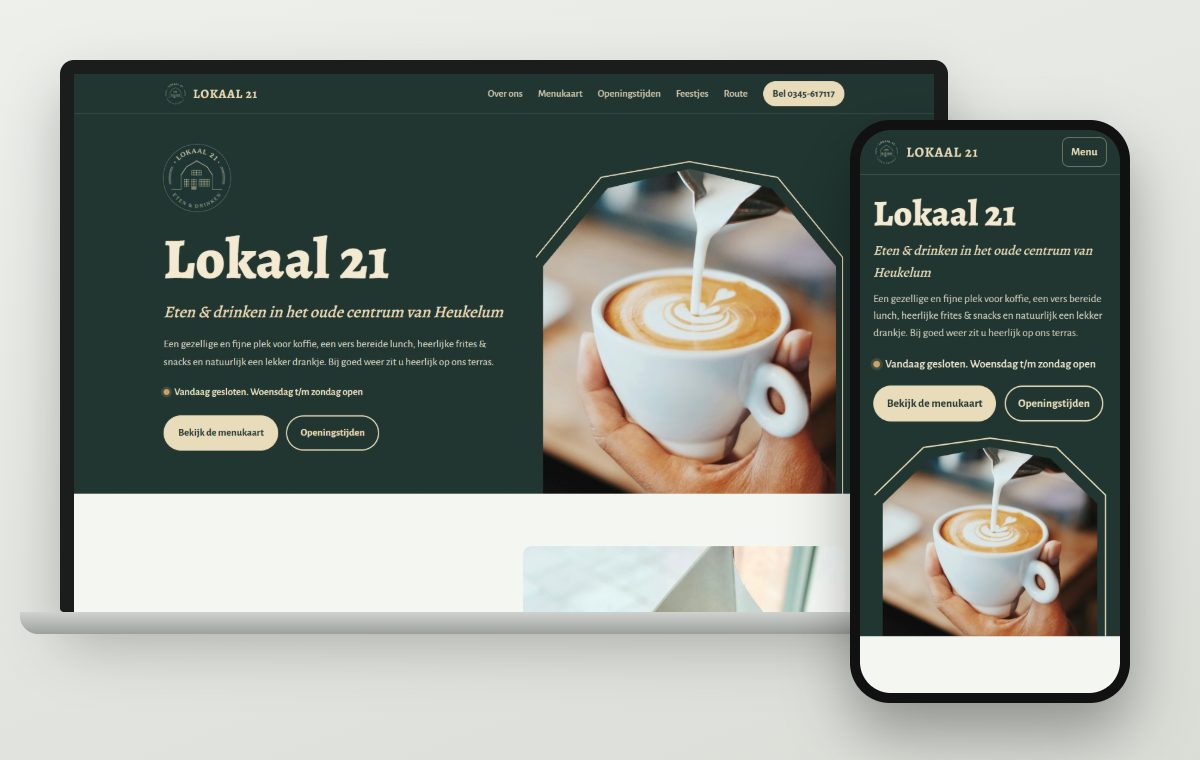 LOKAAL 21
Over ons Menukaart Openingstijden Feestjes Route Bel 0345-617117
LOKAAL 21
ETEN & DRINKEN
Lokaal 21
Eten & drinken in het oude centrum van Heukelum
Een gezellige en fijne plek voor koffie, een vers bereide lunch, heerlijke frites &
snacks en natuurlijk een lekker drankje. Bij goed weer zit u heerlijk op ons terras.
Vandaag gesloten. Woensdag t/m zondag open
Bekijk de menukaart Openingstijden
LOKAAL 21 Menu
Lokaal 21
Eten & drinken in het oude centrum van
Heukelum
Een gezellige en fijne plek voor koffie, een vers bereide
lunch, heerlijke frites & snacks en natuurlijk een lekker
drankje. Bij goed weer zit u heerlijk op ons terras.
Vandaag gesloten. Woensdag t/m zondag open
Bekijk de menukaart Openingstijden